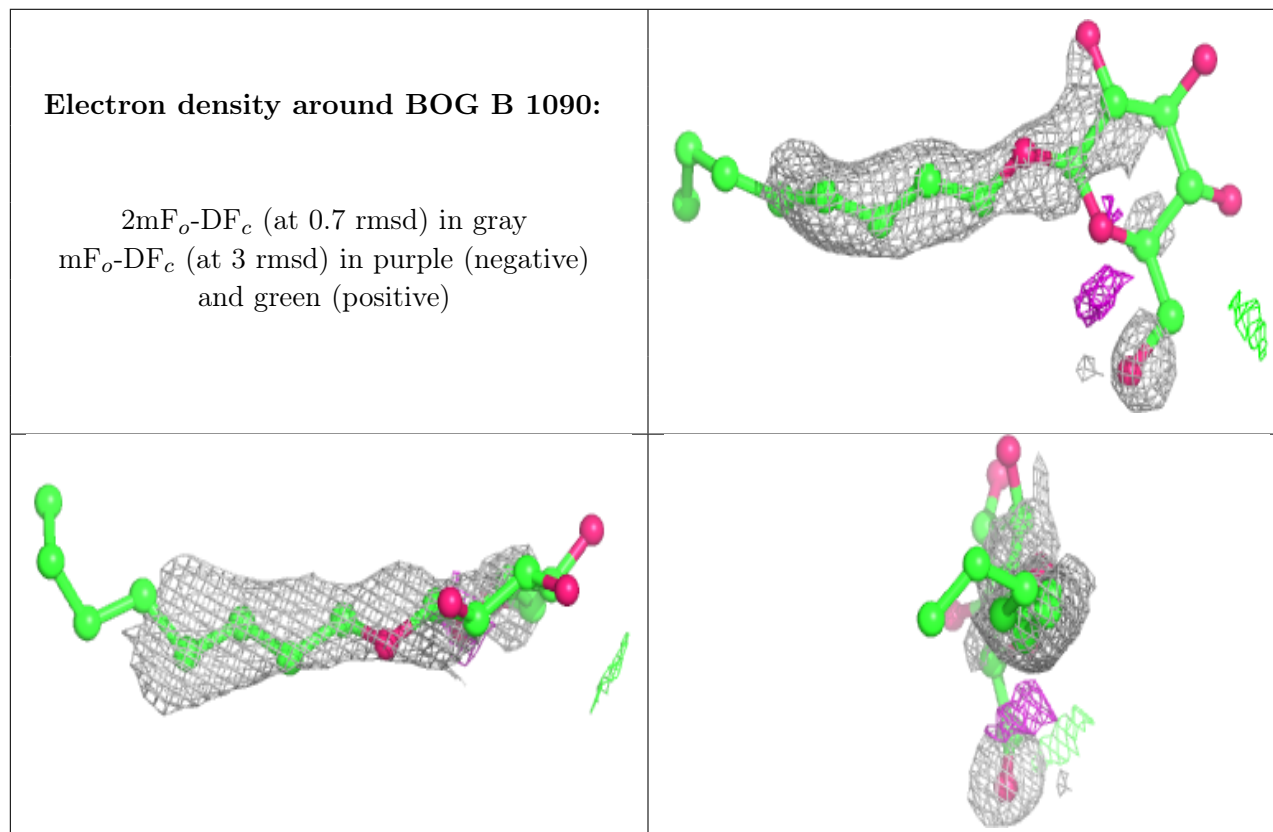 Electron density around BOG B 1090:
2mFo-DFc (at 0.7 rmsd) in gray
mFo-DFc (at 3 rmsd) in purple (negative)
and green (positive)